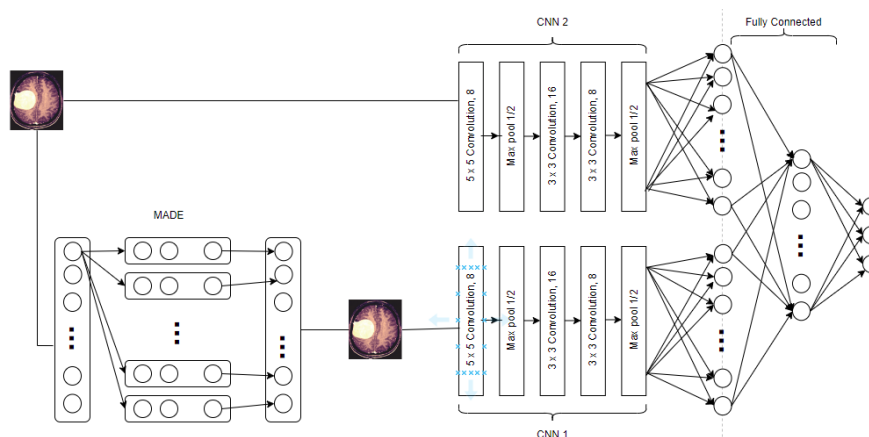 CNN 2
Fully Connected
5 x 5 Convolution, 8
Max pool 1/2
3 x 3 Convolution, 16
3 x 3 Convolution, 8
Max pool 1/2
MADE
5 x 5 Convolution, 8
Max pool 1/2
3 x 3 Convolution, 16
3 x 3 Convolution, 8
Max pool 1/2
CNN 1